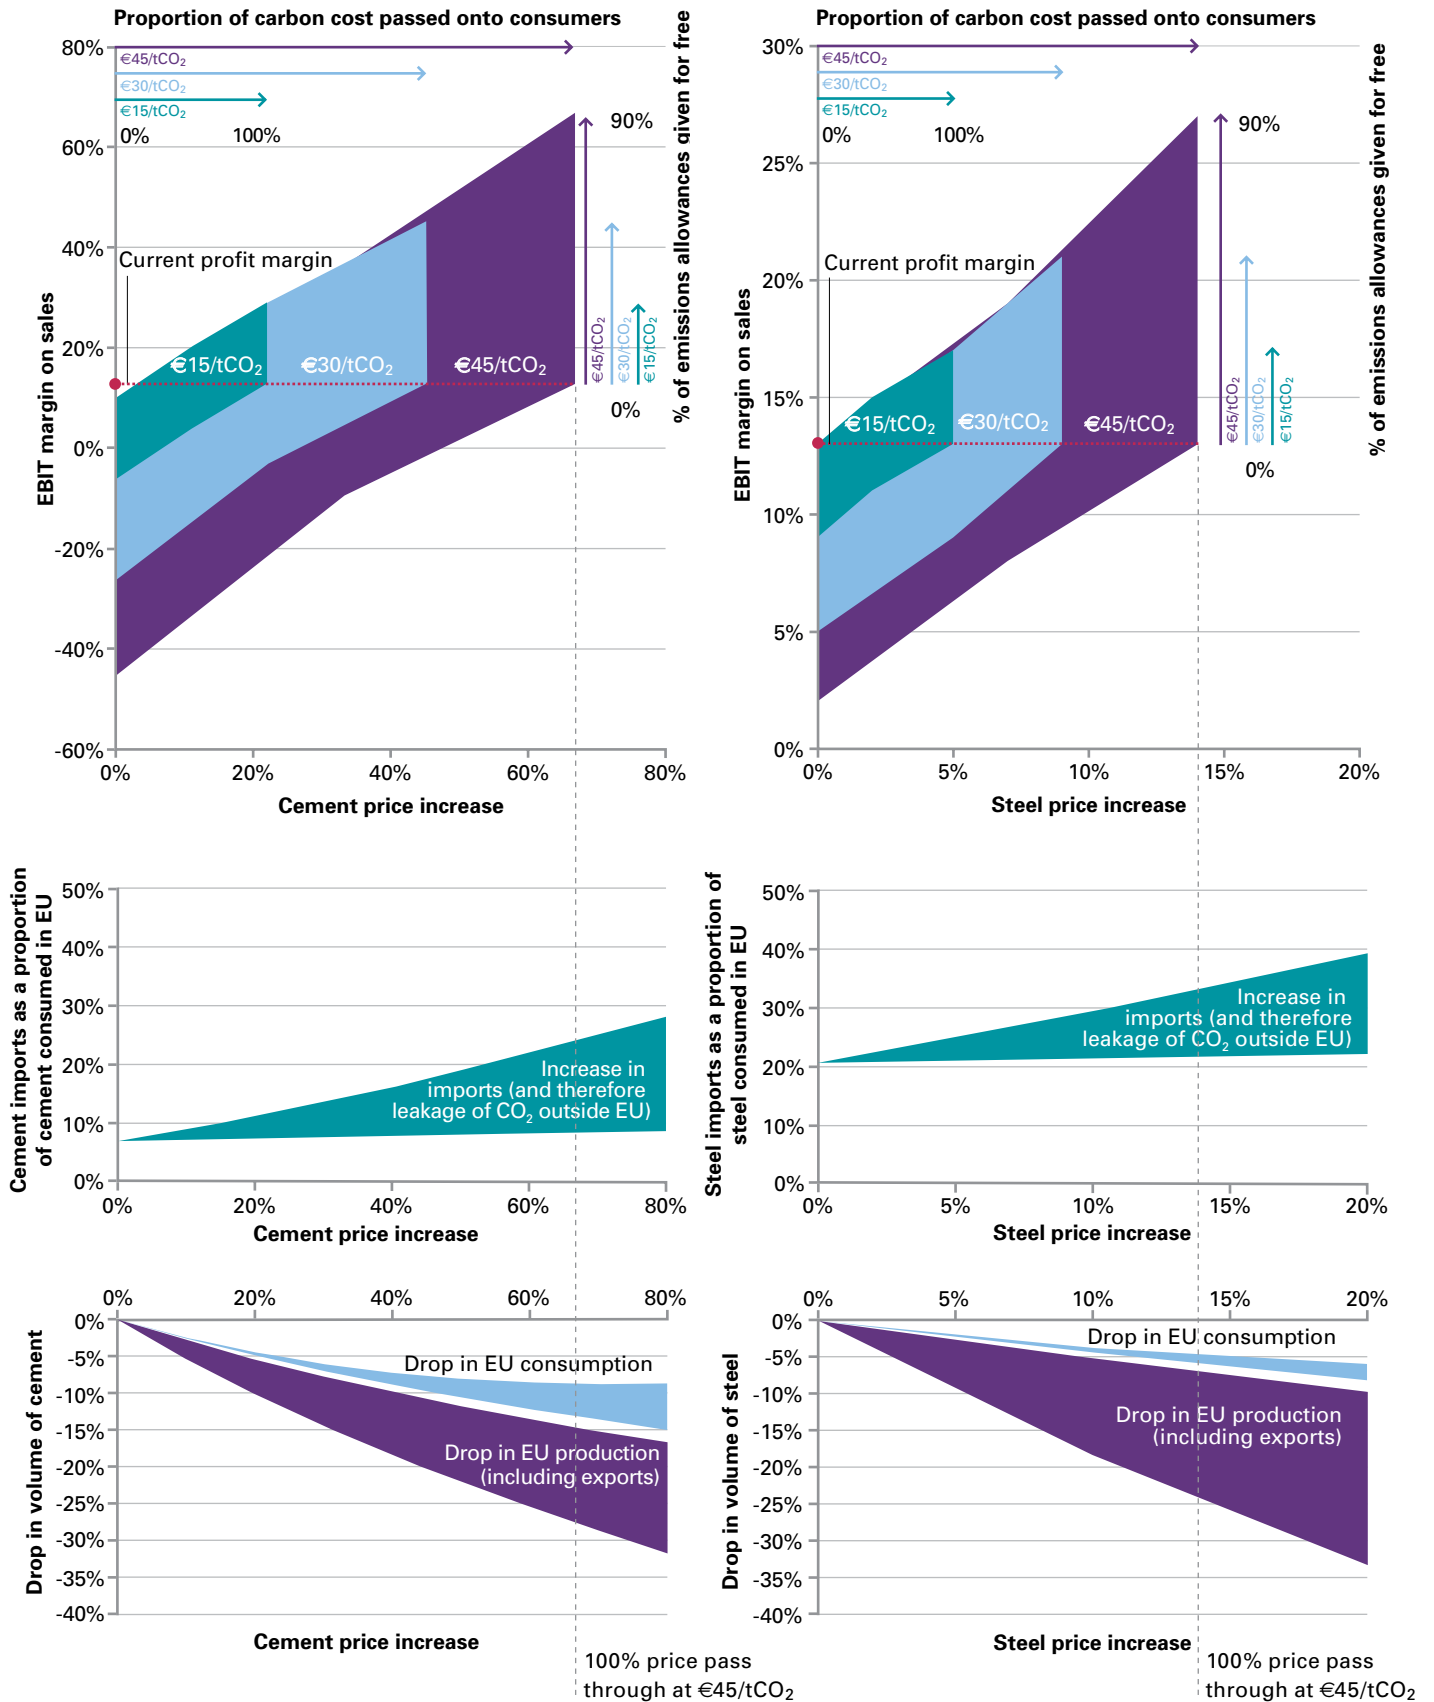 Proportion of carbon cost passed onto consumers
80%
60%
40%
20%
0%
-20%
-40%
-60%
EBIT margin on sales
€45/tCO2
€30/tCO2
€15/tCO2
0%
100%
Current profit margin
€15/tCO2
€30/tCO2
€45/tCO2
90%
€45/tCO2
€30/tCO2
€15/tCO2
0%
% of emissions allowances given for free
0%
20%
40%
60%
80%
Cement price increase
Proportion of carbon cost passed onto consumers
30%
25%
20%
15%
10%
5%
0%
EBIT margin on sales
€45/tCO2
€30/tCO2
€15/tCO2
0%
100%
Current profit margin
€15/tCO2
€30/tCO2
€45/tCO2
90%
€45/tCO2
€30/tCO2
€15/tCO2
0%
% of emissions allowances given for free
0%
5%
10%
15%
20%
Steel price increase
Cement imports as a proportion
of cement consumed in EU
50%
40%
30%
20%
10%
0%
Increase in
imports (and therefore
leakage of CO2 outside EU)
0%
20%
40%
60%
80%
Cement price increase
Steel imports as a proportion of
steel consumed in EU
50%
40%
30%
20%
10%
0%
Increase in
imports (and therefore
leakage of CO2 outside EU)
0%
5%
10%
15%
20%
Steel price increase
0%
20%
40%
60%
80%
Drop in volume of cement
0%
-5%
-10%
-15%
-20%
-25%
-30%
-35%
-40%
Drop in EU consumption
Drop in EU production
(including exports)
Cement price increase
100% price pass
through at €45/tCO2
0%
5%
10%
15%
20%
Drop in volume of steel
0%
-5%
-10%
-15%
-20%
-25%
-30%
-35%
-40%
Drop in EU consumption
Drop in EU production
(including exports)
Steel price increase
100% price pass
through at €45/tCO2